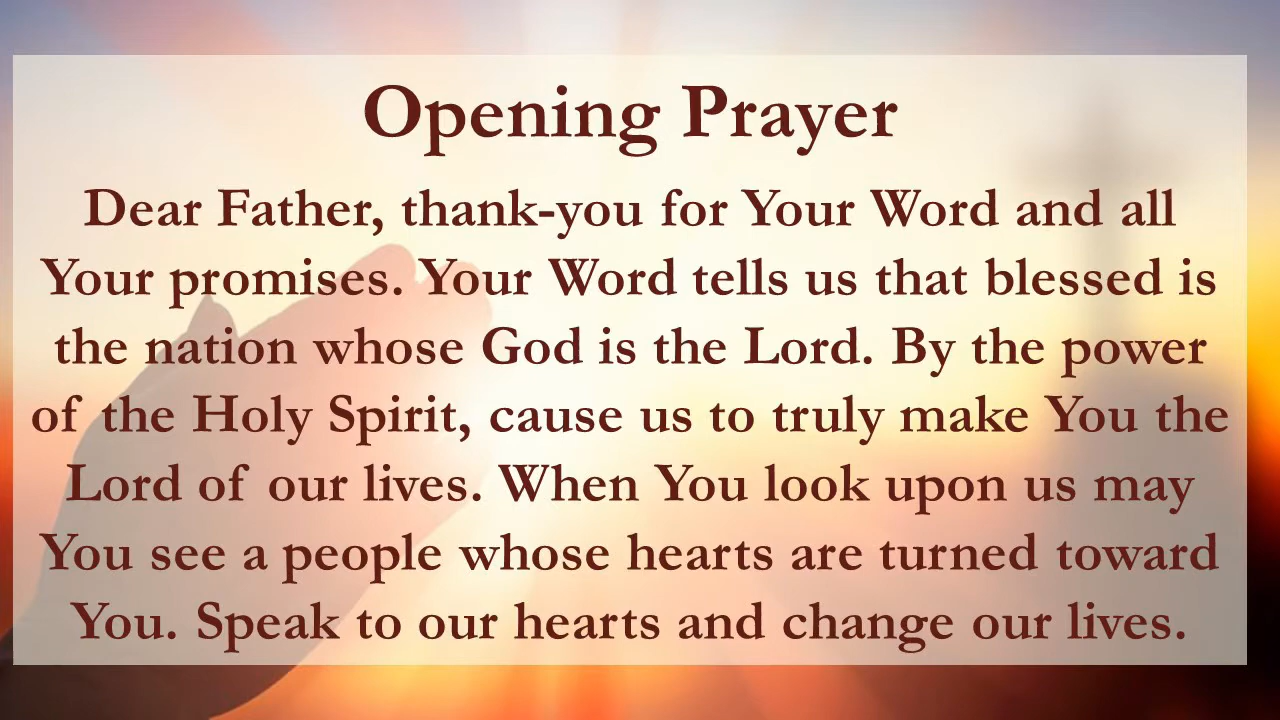 Opening Prayer
Dear Father, thank-you for Your Word and all
Your promises. Your Word tells us that blessed is
the nation whose God is the Lord. By the power
of the Holy Spirit, cause us to truly make You the
Lord of our lives. When You look upon us may
You see a people whose hearts are turned toward
You. Speak to our hearts and change our lives.